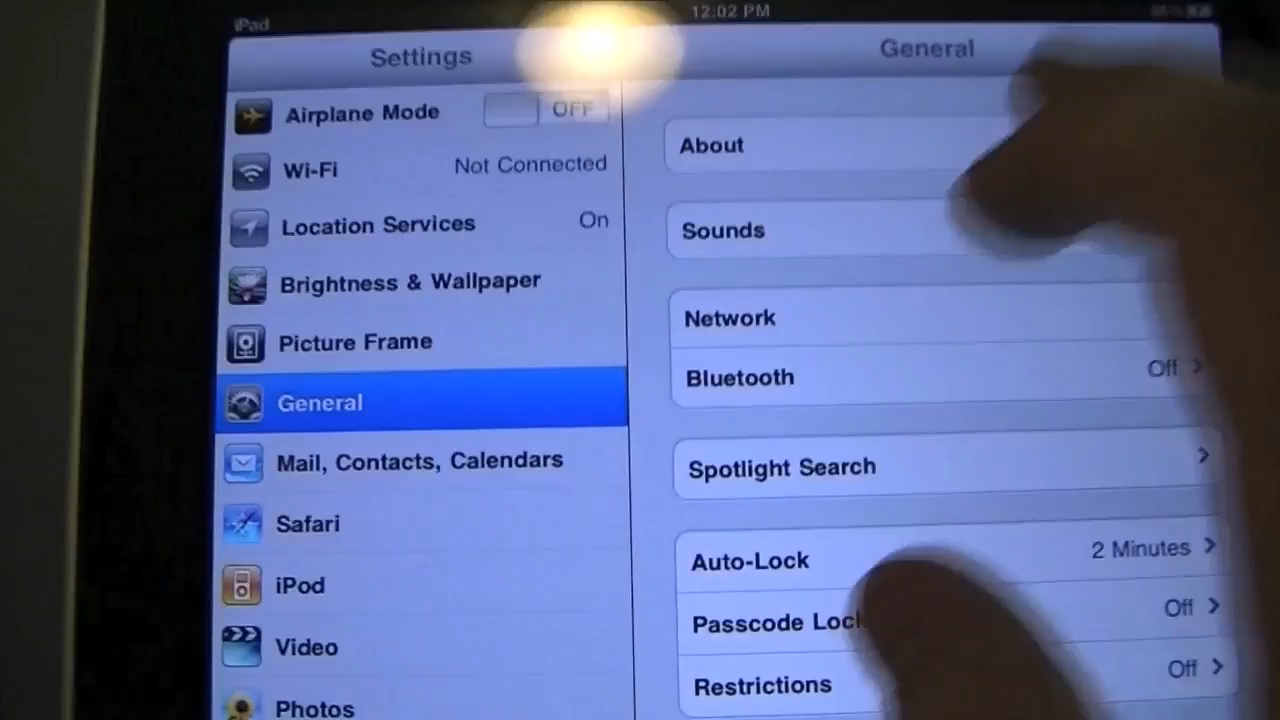 iPad
12:02 PM
Settings
General
Airplane Mode OFF
Wi-Fi Not Connected
Location Services On
Brightness & Wallpaper
Picture Frame
General
Mail, Contacts, Calendars
Safari
iPod
Video
Photos
About
Sounds
Network
Bluetooth Off
Spotlight Search
Auto-Lock 2 Minutes
Passcode Lock Off
Restrictions Off